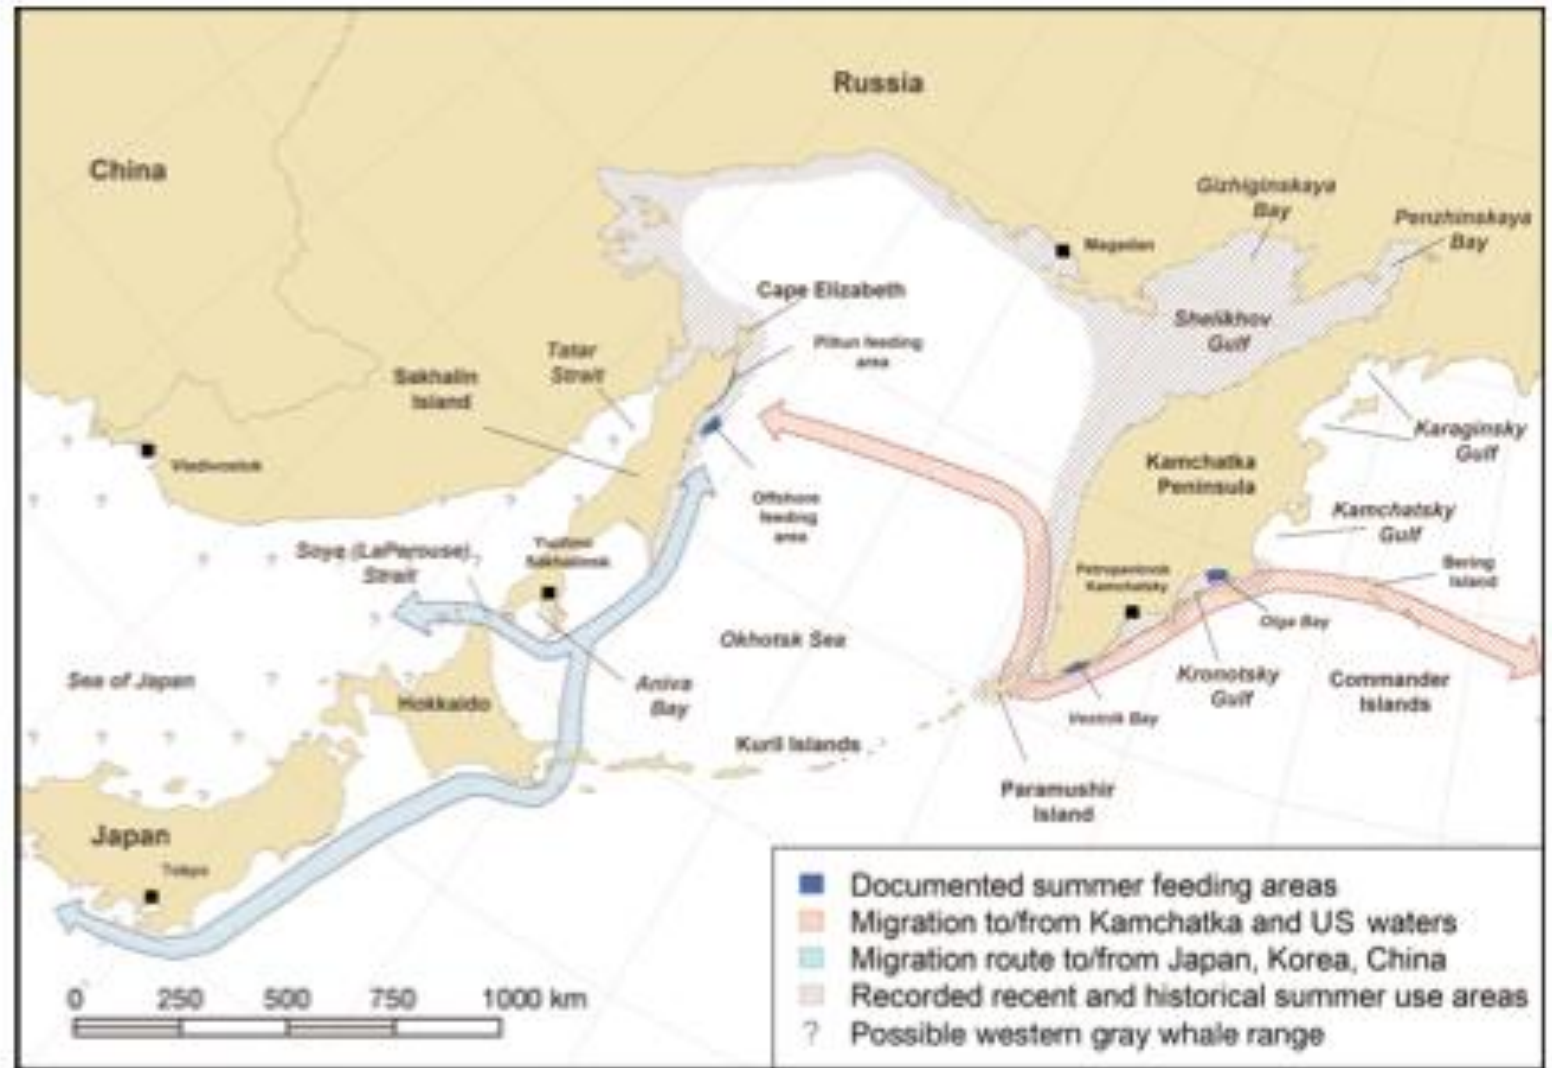 Russia
China
Gizhiginskaya
Bay
Penzhinskaya
Bay
Magadan
Cape Elizabeth
Shelikhov
Gulf
Piltun feeding
area
Tatar
Strait
Sakhalin
Island
Karaginsky
Gulf
Vladivostok
Kamchatka
Peninsula
Offshore
feeding
area
Kamchatsky
Gulf
Soya (LaPerouse)
Strait
Bering
Island
Olga Bay
Okhotsk Sea
Sea of Japan
Aniva
Bay
Hokkaido
Kronotsky
Gulf
Commander
Islands
Vestnik Bay
Kuril Islands
Paramushir
Island
Japan
Tokyo
Documented summer feeding areas
Migration to/from Kamchatka and US waters
Migration route to/from Japan, Korea, China
Recorded recent and historical summer use areas
? Possible western gray whale range
0 250 500 750 1000 km